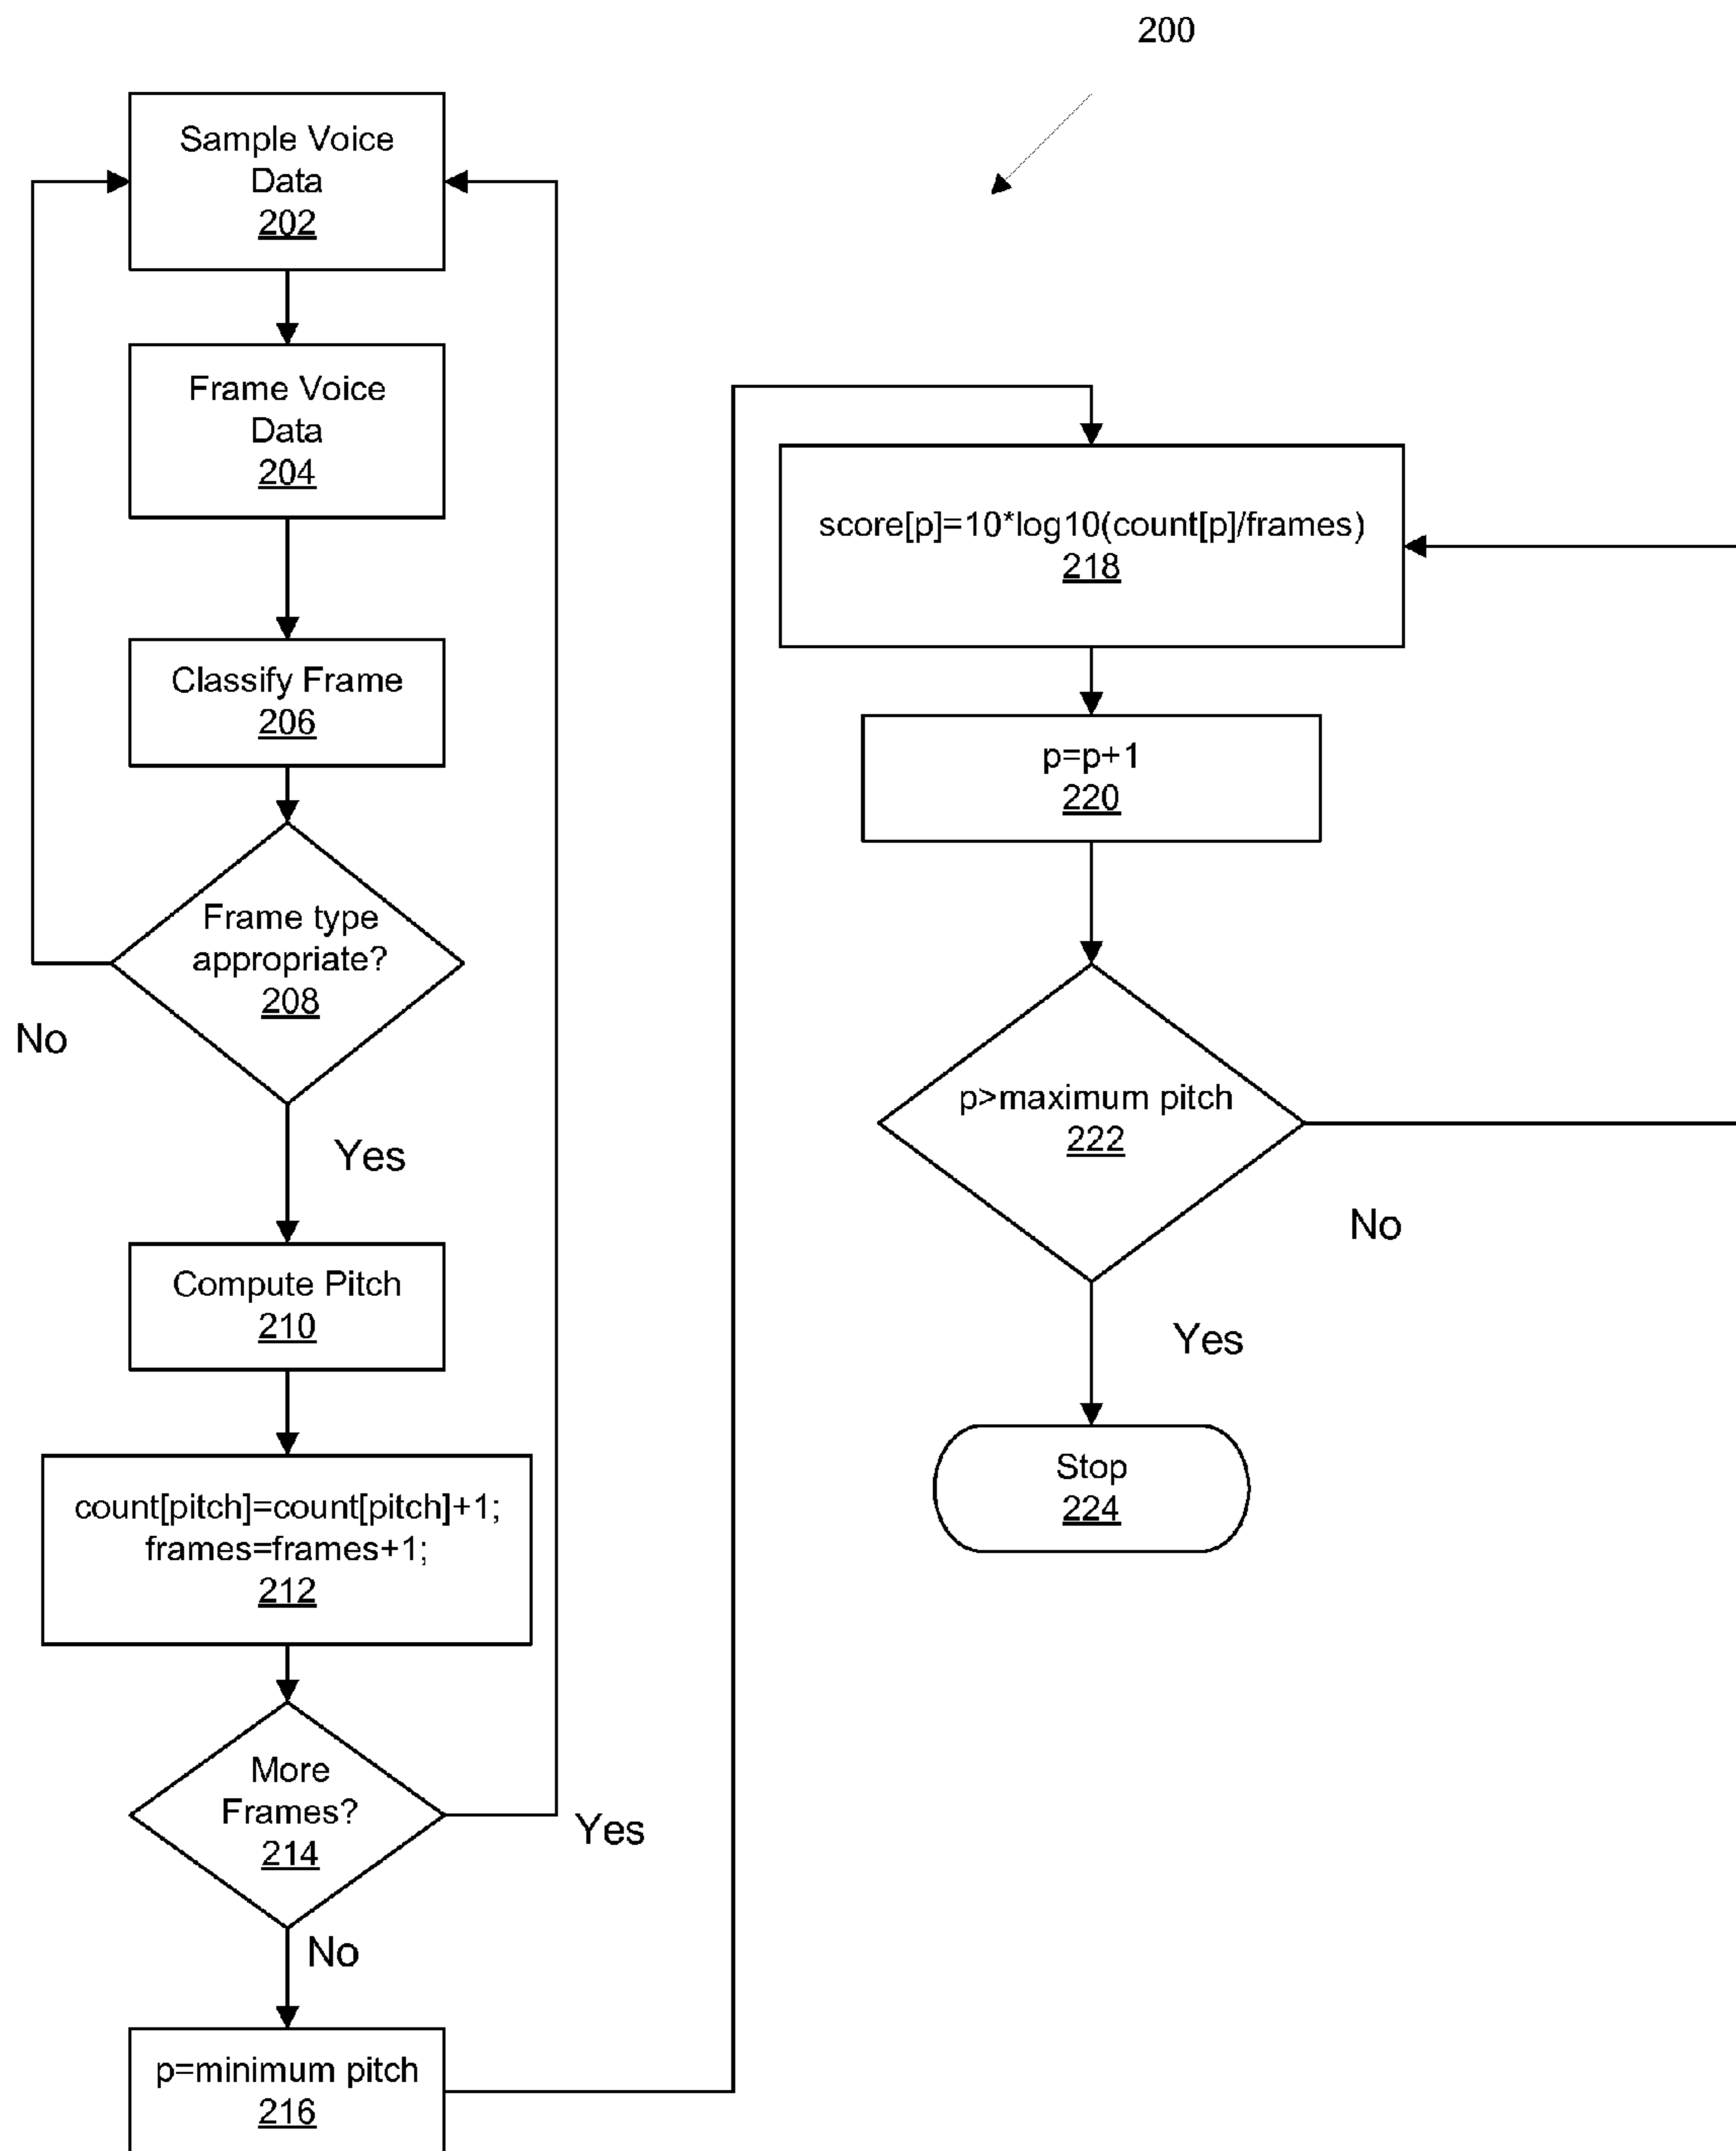 200
Sample Voice
Data
202
Frame Voice
Data
204
Classify Frame
206
Frame type
appropriate?
208
No
Yes
Compute Pitch
210
count[pitch]=count[pitch]+1;
frames=frames+1;
212
More
Frames?
214
Yes
No
p=minimum pitch
216
score[p]=10*log10(count[p]/frames)
218
p=p+1
220
p>maximum pitch
222
No
Yes
Stop
224